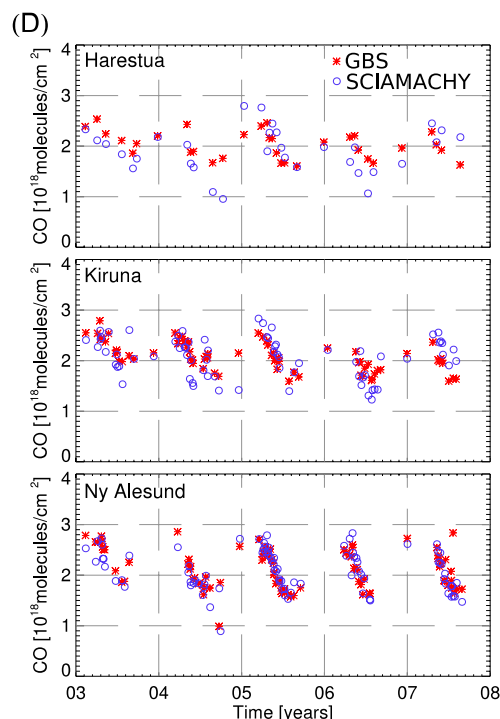 (D)
4
3
2
1
0
CO [10^18 molecules/cm^2]
Harestua
GBS
SCIAMACHY
4
3
2
1
0
CO [10^18 molecules/cm^2]
Kiruna
4
3
2
1
0
CO [10^18 molecules/cm^2]
Ny Alesund
03 04 05 06 07 08
Time [years]